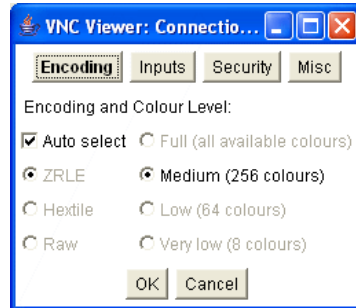 VNC Viewer: Connectio...
Encoding Inputs Security Misc
Encoding and Colour Level:
Auto select Full (all available colours)
ZRLE Medium (256 colours)
Hextile Low (64 colours)
Raw Very low (8 colours)
OK Cancel